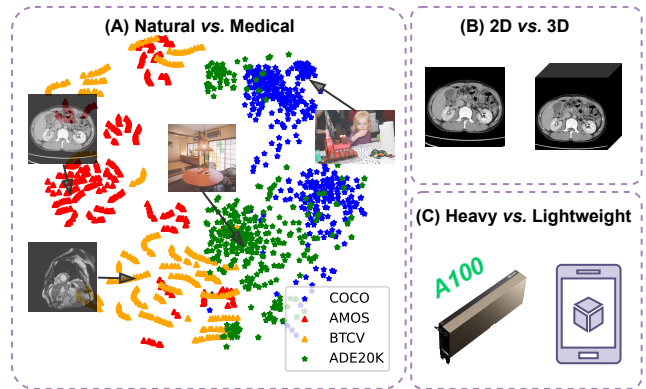 (A) Natural vs. Medical
COCO
AMOS
BTCV
ADE20K
(B) 2D vs. 3D
(C) Heavy vs. Lightweight
A100